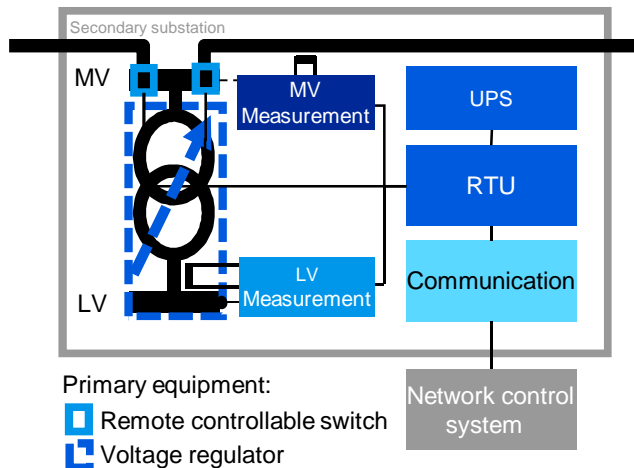 Secondary substation
MV
MV
Measurement
UPS
RTU
LV
Measurement
Communication
LV
Network control
system
Primary equipment:
Remote controllable switch
Voltage regulator